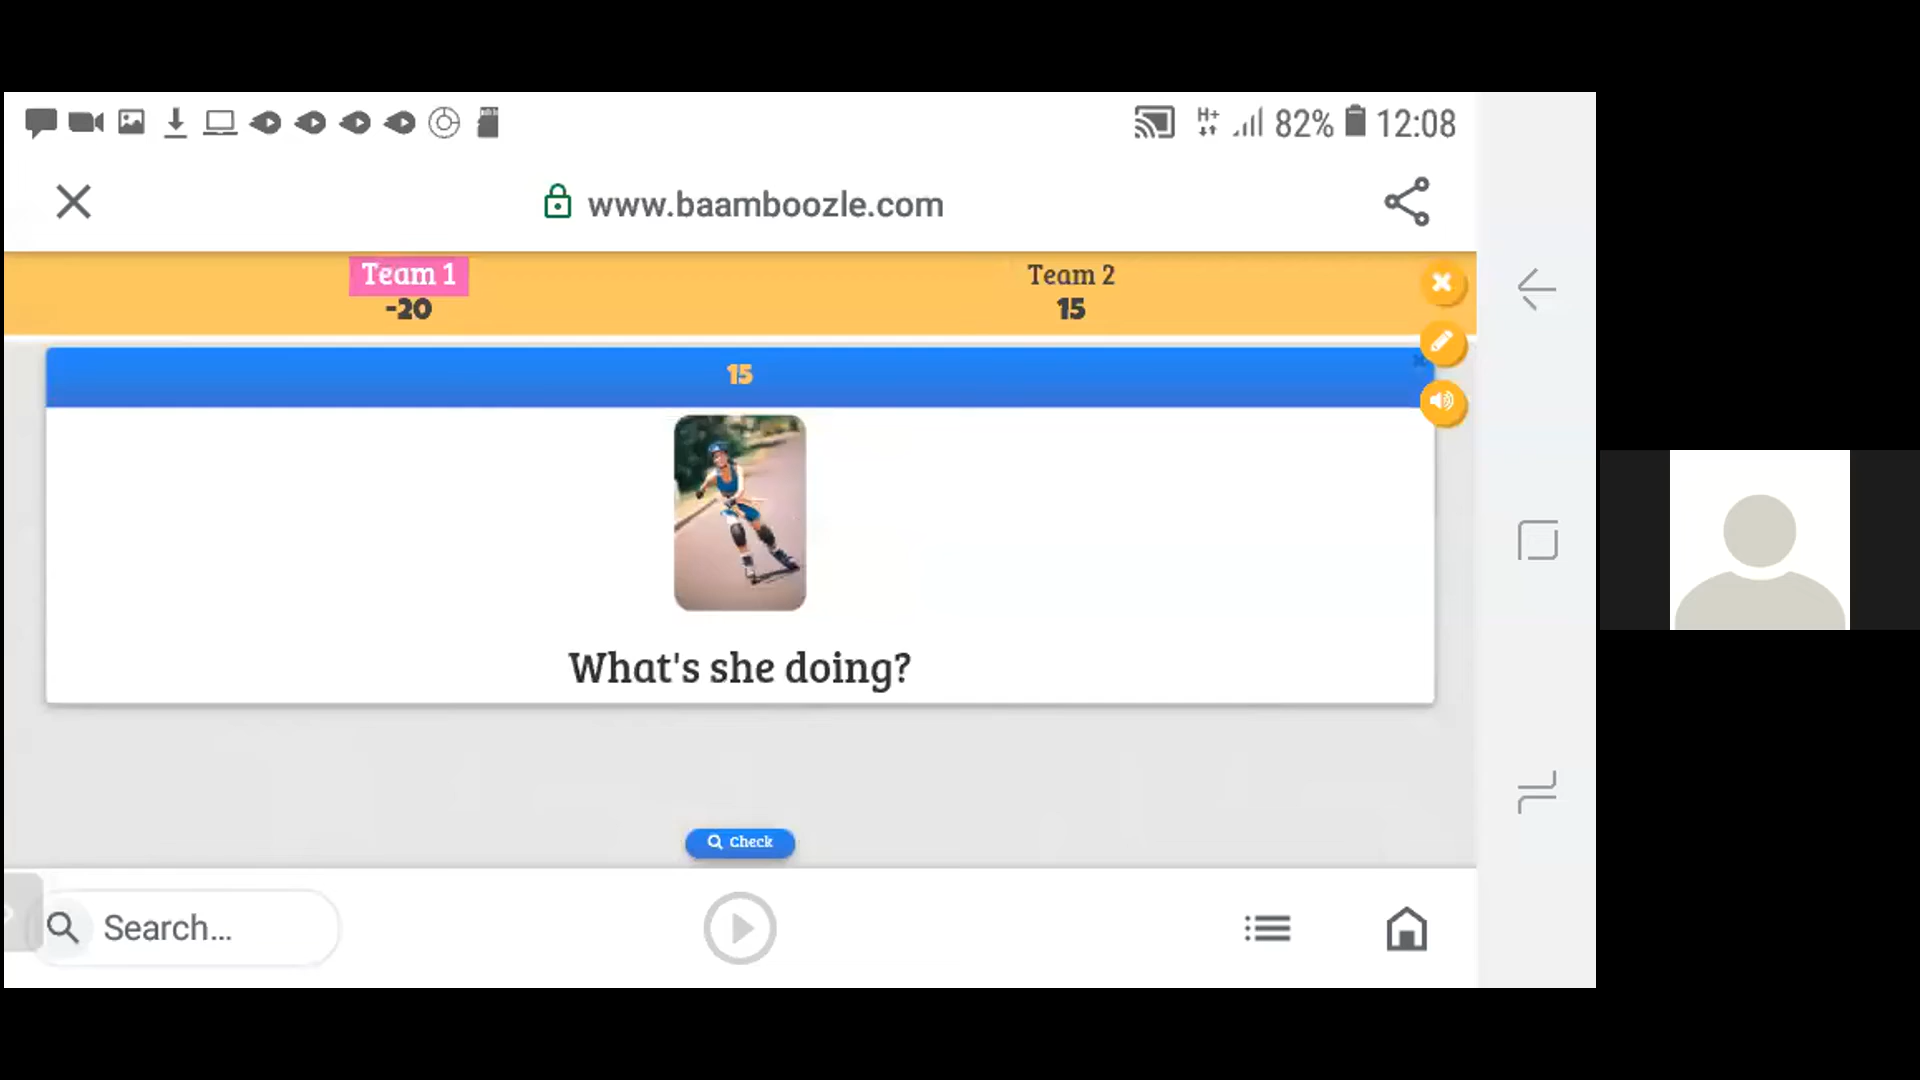 H+ 82% 12:08
www.baamboozle.com
Team 1
-20
Team 2
15
15
What's she doing?
Check
Search...